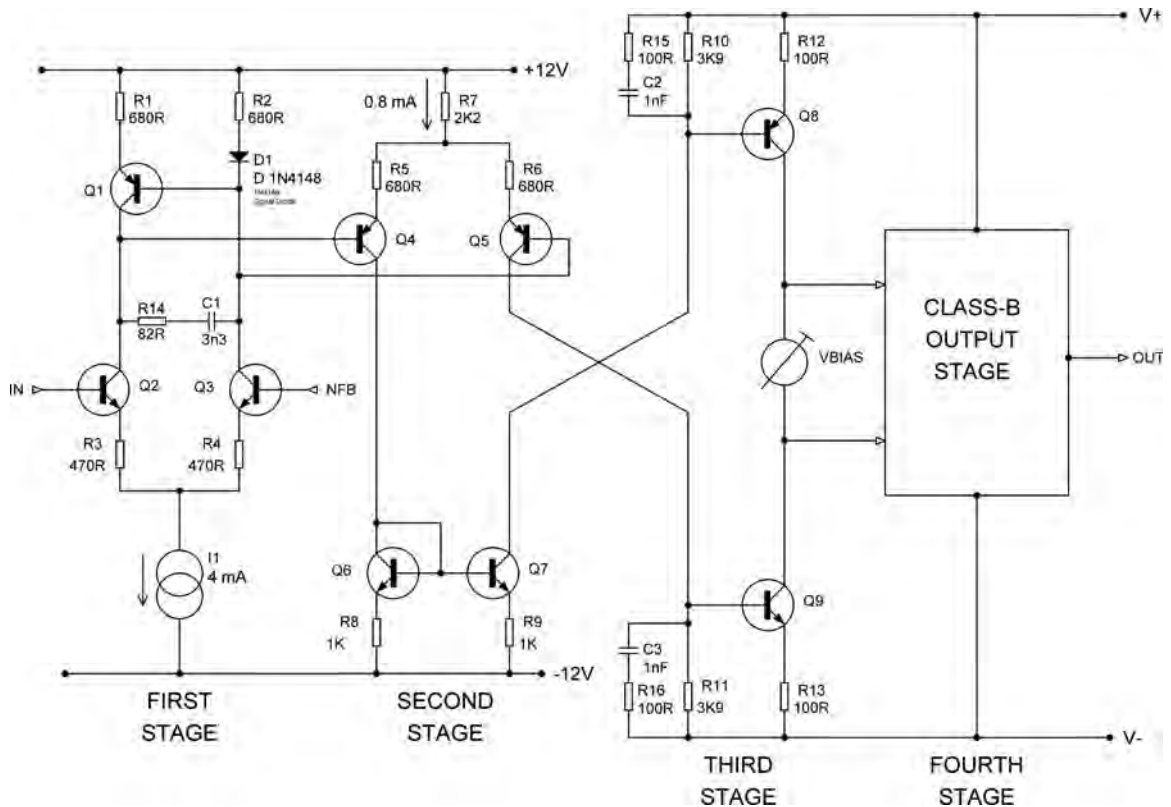 V+
R15
100R
R10
3K9
R12
100R
C2
1nF
Q8
+12V
R1
680R
R2
680R
0.8 mA
R7
2K2
D1
D 1N4148
Q1
R5
680R
R6
680R
Q4
Q5
R14
82R
C1
3n3
IN
Q2
Q3
NFB
R3
470R
R4
470R
VBIAS
CLASS-B
OUTPUT
STAGE
OUT
I1
4 mA
Q6
Q7
R8
1K
R9
1K
-12V
Q9
C3
1nF
R16
100R
R11
3K9
R13
100R
V-
FIRST
STAGE
SECOND
STAGE
THIRD
STAGE
FOURTH
STAGE